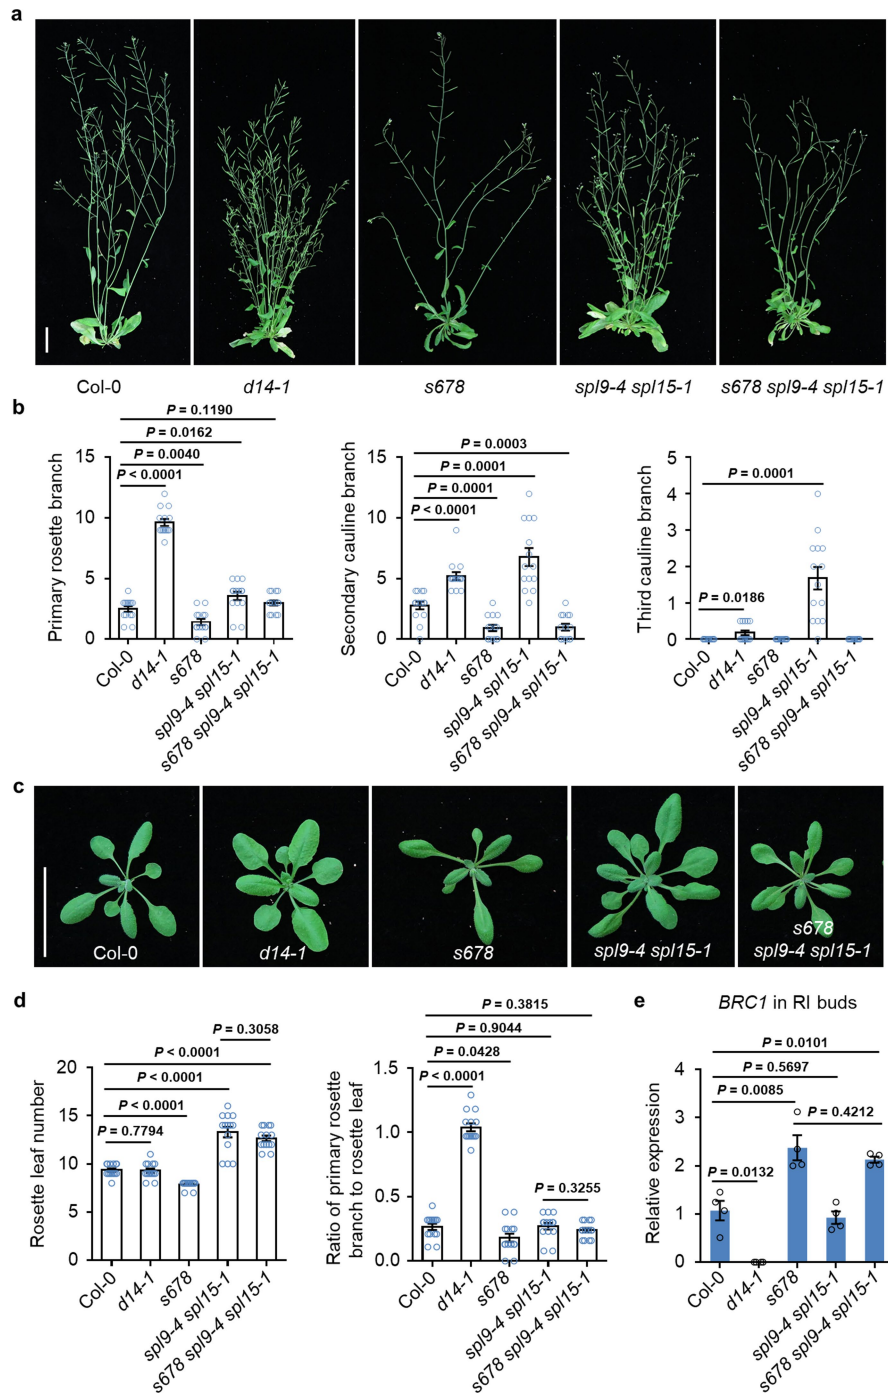 a
Col-0
d14-1
s678
spl9-4 spl15-1
s678 spl9-4 spl15-1
b
P = 0.1190
P = 0.0162
P = 0.0040
P < 0.0001
Primary rosette branch
15
10
5
0
Col-0
d14-1
s678
spl9-4 spl15-1
s678 spl9-4 spl15-1
P = 0.0003
P = 0.0001
P = 0.0001
P < 0.0001
Secondary cauline branch
15
10
5
0
Col-0
d14-1
s678
spl9-4 spl15-1
s678 spl9-4 spl15-1
P = 0.0001
P = 0.0186
Third cauline branch
5
4
3
2
1
0
Col-0
d14-1
s678
spl9-4 spl15-1
s678 spl9-4 spl15-1
c
Col-0
d14-1
s678
spl9-4 spl15-1
s678
spl9-4 spl15-1
d
P = 0.3058
P < 0.0001
P < 0.0001
P < 0.0001
P = 0.7794
Rosette leaf number
20
15
10
5
0
Col-0
d14-1
s678
spl9-4 spl15-1
s678 spl9-4 spl15-1
P = 0.3815
P = 0.9044
P = 0.0428
P < 0.0001
P = 0.3255
Ratio of primary rosette
branch to rosette leaf
1.5
1.0
0.5
0.0
Col-0
d14-1
s678
spl9-4 spl15-1
s678 spl9-4 spl15-1
e
BRC1 in RI buds
P = 0.0101
P = 0.5697
P = 0.0085
P = 0.4212
P = 0.0132
Relative expression
4
3
2
1
0
Col-0
d14-1
s678
spl9-4 spl15-1
s678 spl9-4 spl15-1